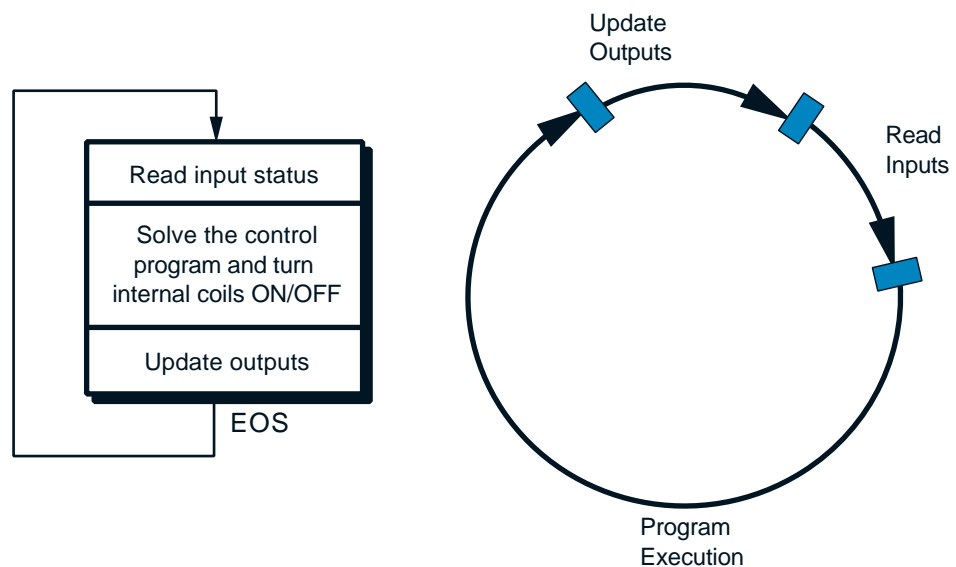 Read input status
Solve the control
program and turn
internal coils ON/OFF
Update outputs
EOS
Update
Outputs
Read
Inputs
Program
Execution